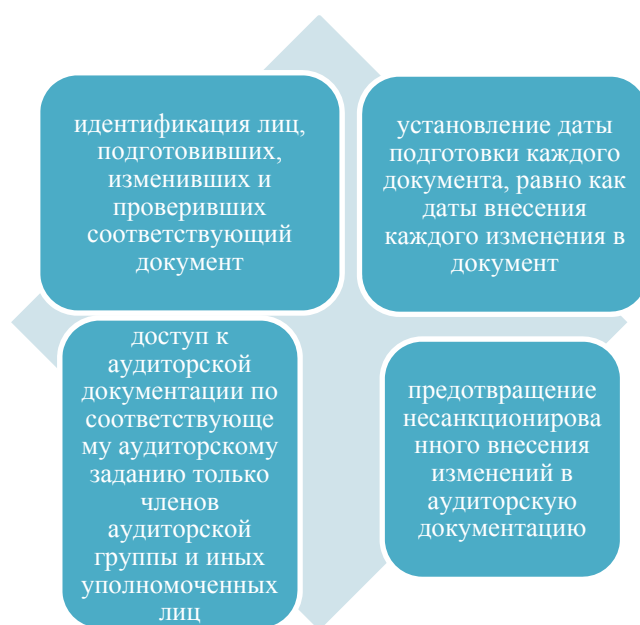 идентификация лиц,
подготовивших,
изменивших и
проверивших
соответствующий
документ
установление даты
подготовки каждого
документа, равно как
даты внесения
каждого изменения в
документ
доступ к
аудиторской
документации по
соответствующе
му аудиторскому
заданию только
членов
аудиторской
группы и иных
уполномоченных
лиц
предотвращение
несанкционирова
нного внесения
изменений в
аудиторскую
документацию